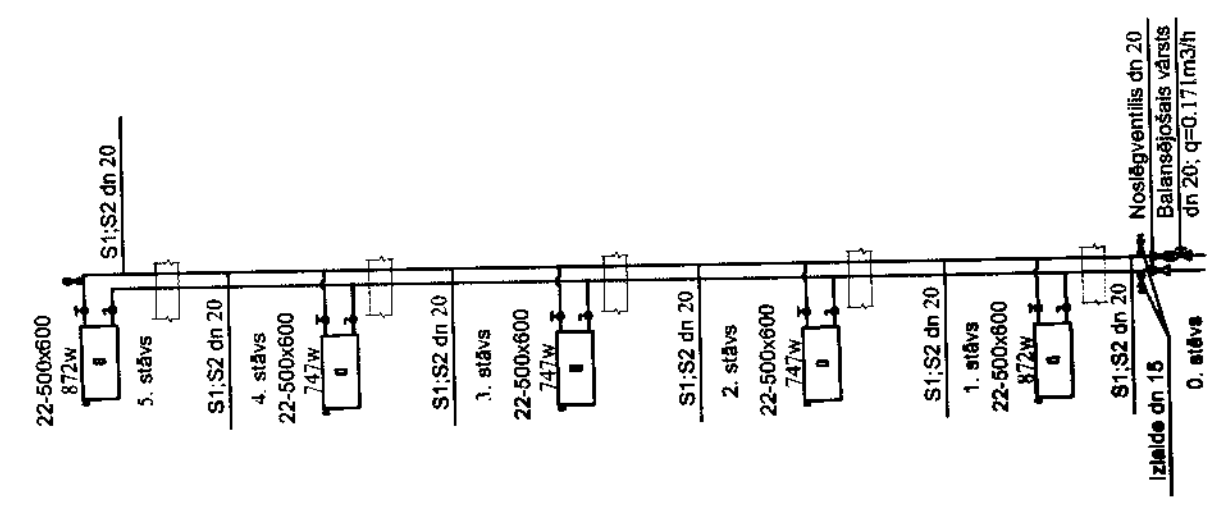 S1;S2 dn 20
22-500x600
872w
5. stāvs
S1;S2 dn 20
4. stāvs
22-500x600
747w
S1;S2 dn 20
3. stāvs
22-500x600
747w
S1;S2 dn 20
2. stāvs
22-500x600
747w
S1;S2 dn 20
1. stāvs
22-500x600
872w
S1;S2 dn 20
Noslēgventilis dn 20
Balansējošais vārsts
dn 20; q=0.171m3/h
Izlaide dn 15
0. stāvs